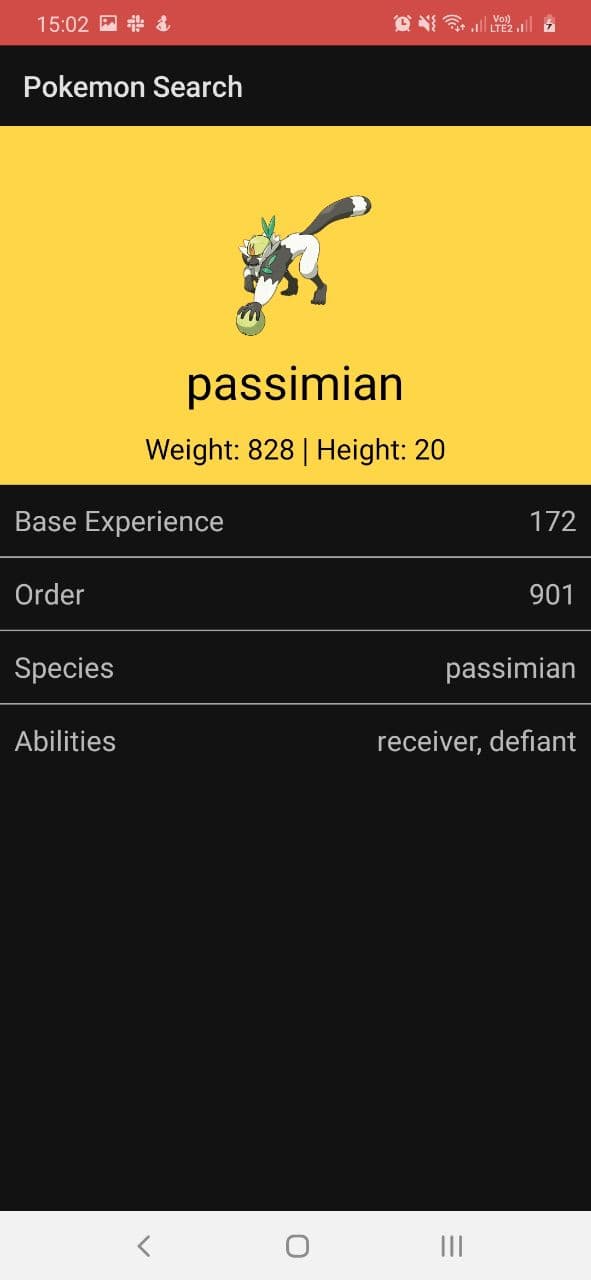 15:02 Vo)) LTE2
Pokemon Search
passimian
Weight: 828 | Height: 20
Base Experience 172
Order 901
Species passimian
Abilities receiver, defiant